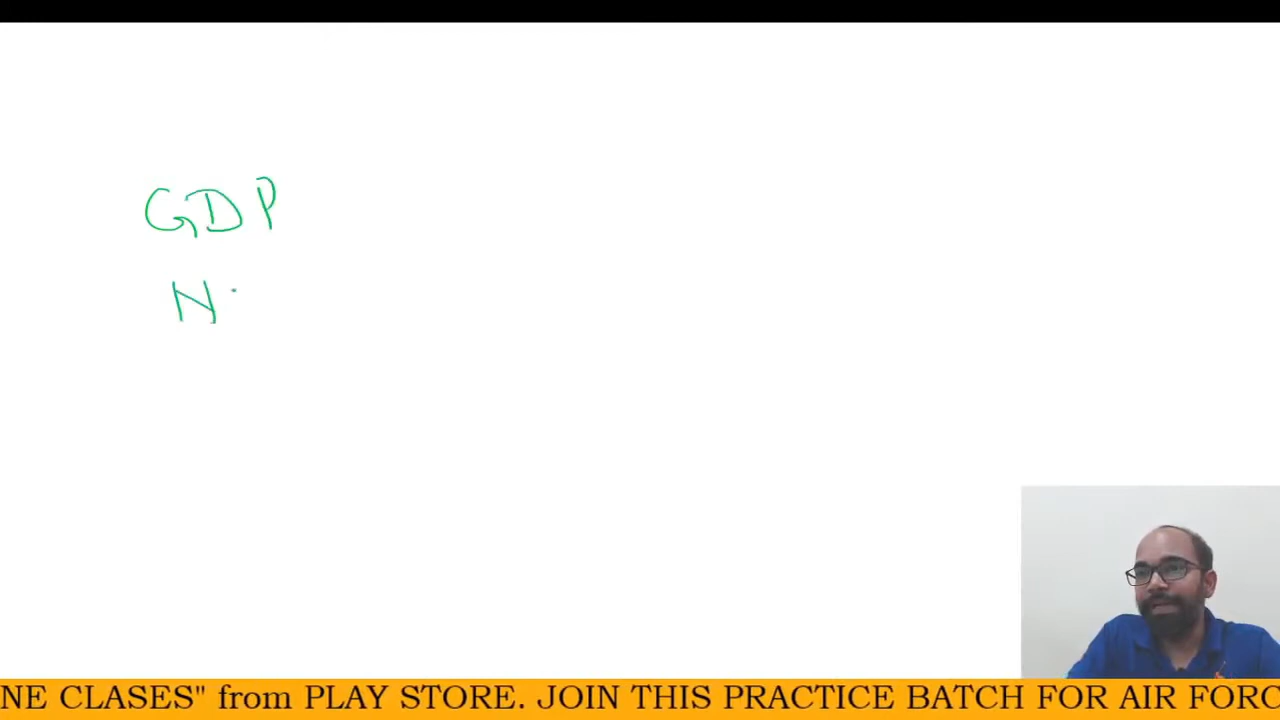 GDP
N
NE CLASES" from PLAY STORE. JOIN THIS PRACTICE BATCH FOR AIR FORC